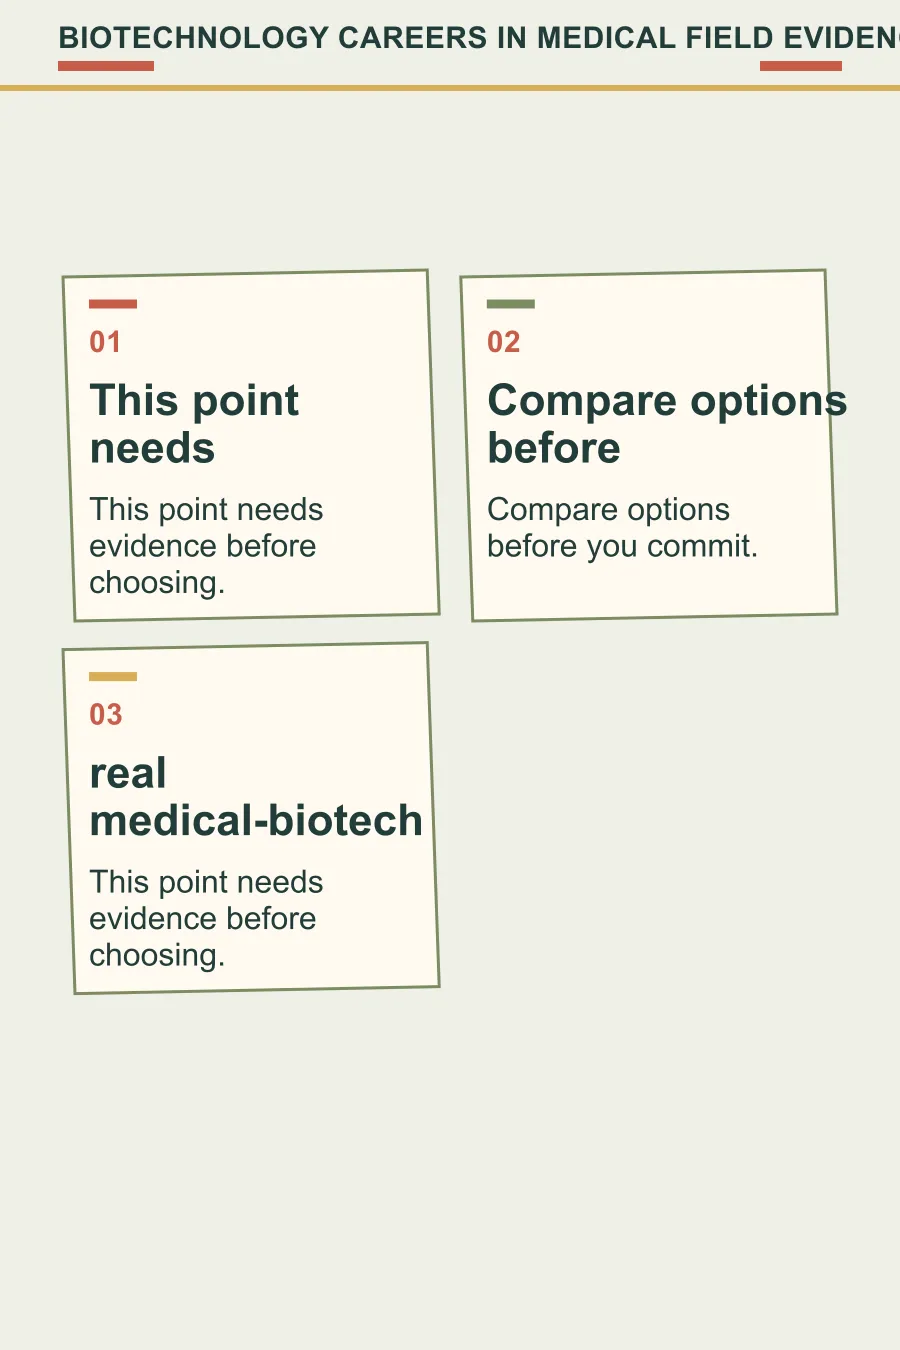 BIOTECHNOLOGY CAREERS IN MEDICAL FIELD
01
This point
needs
This point needs
evidence before
choosing.
02
Compare options
before
Compare options
before you commit.
03
real
medical-biotech
This point needs
evidence before
choosing.